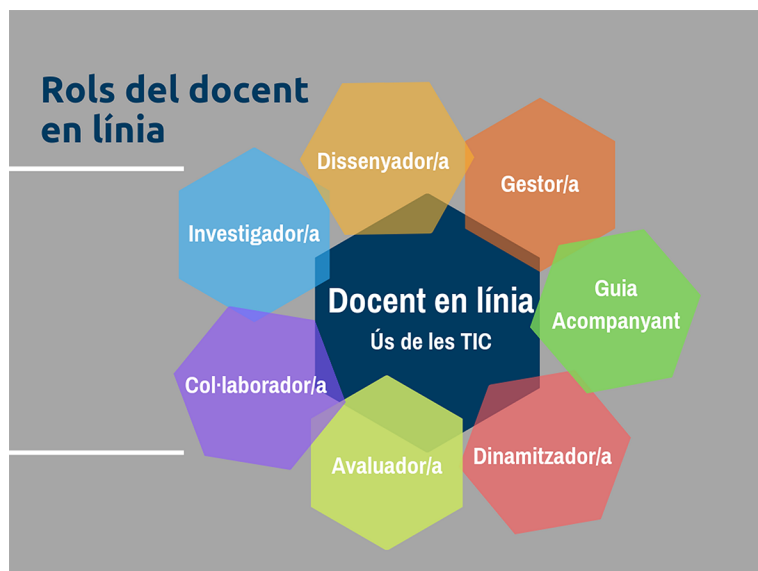 Rols del docent
en línia
Dissenyador/a
Gestor/a
Investigador/a
Guia
Acompanyant
Docent en línia
Ús de les TIC
Col·laborador/a
Avaluador/a
Dinamitzador/a